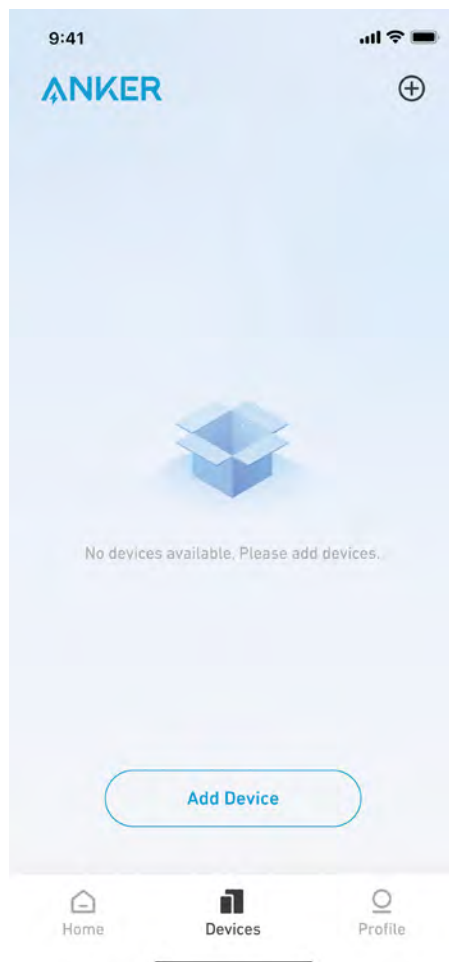 9:41
ANKER
No devices available. Please add devices.
Add Device
Home
Devices
Profile